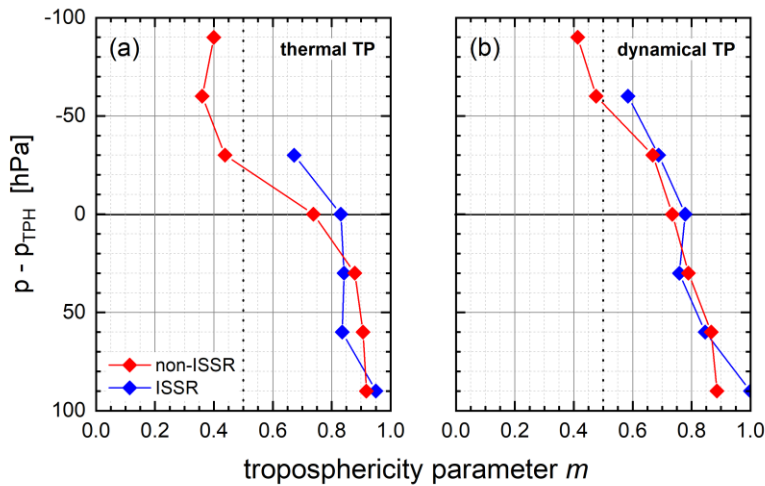 (a) thermal TP
(b) dynamical TP
-100
-50
0
50
100
p - pTPH [hPa]
non-ISSR
ISSR
0.0 0.2 0.4 0.6 0.8 1.0
0.0 0.2 0.4 0.6 0.8 1.0
troposphericity parameter m